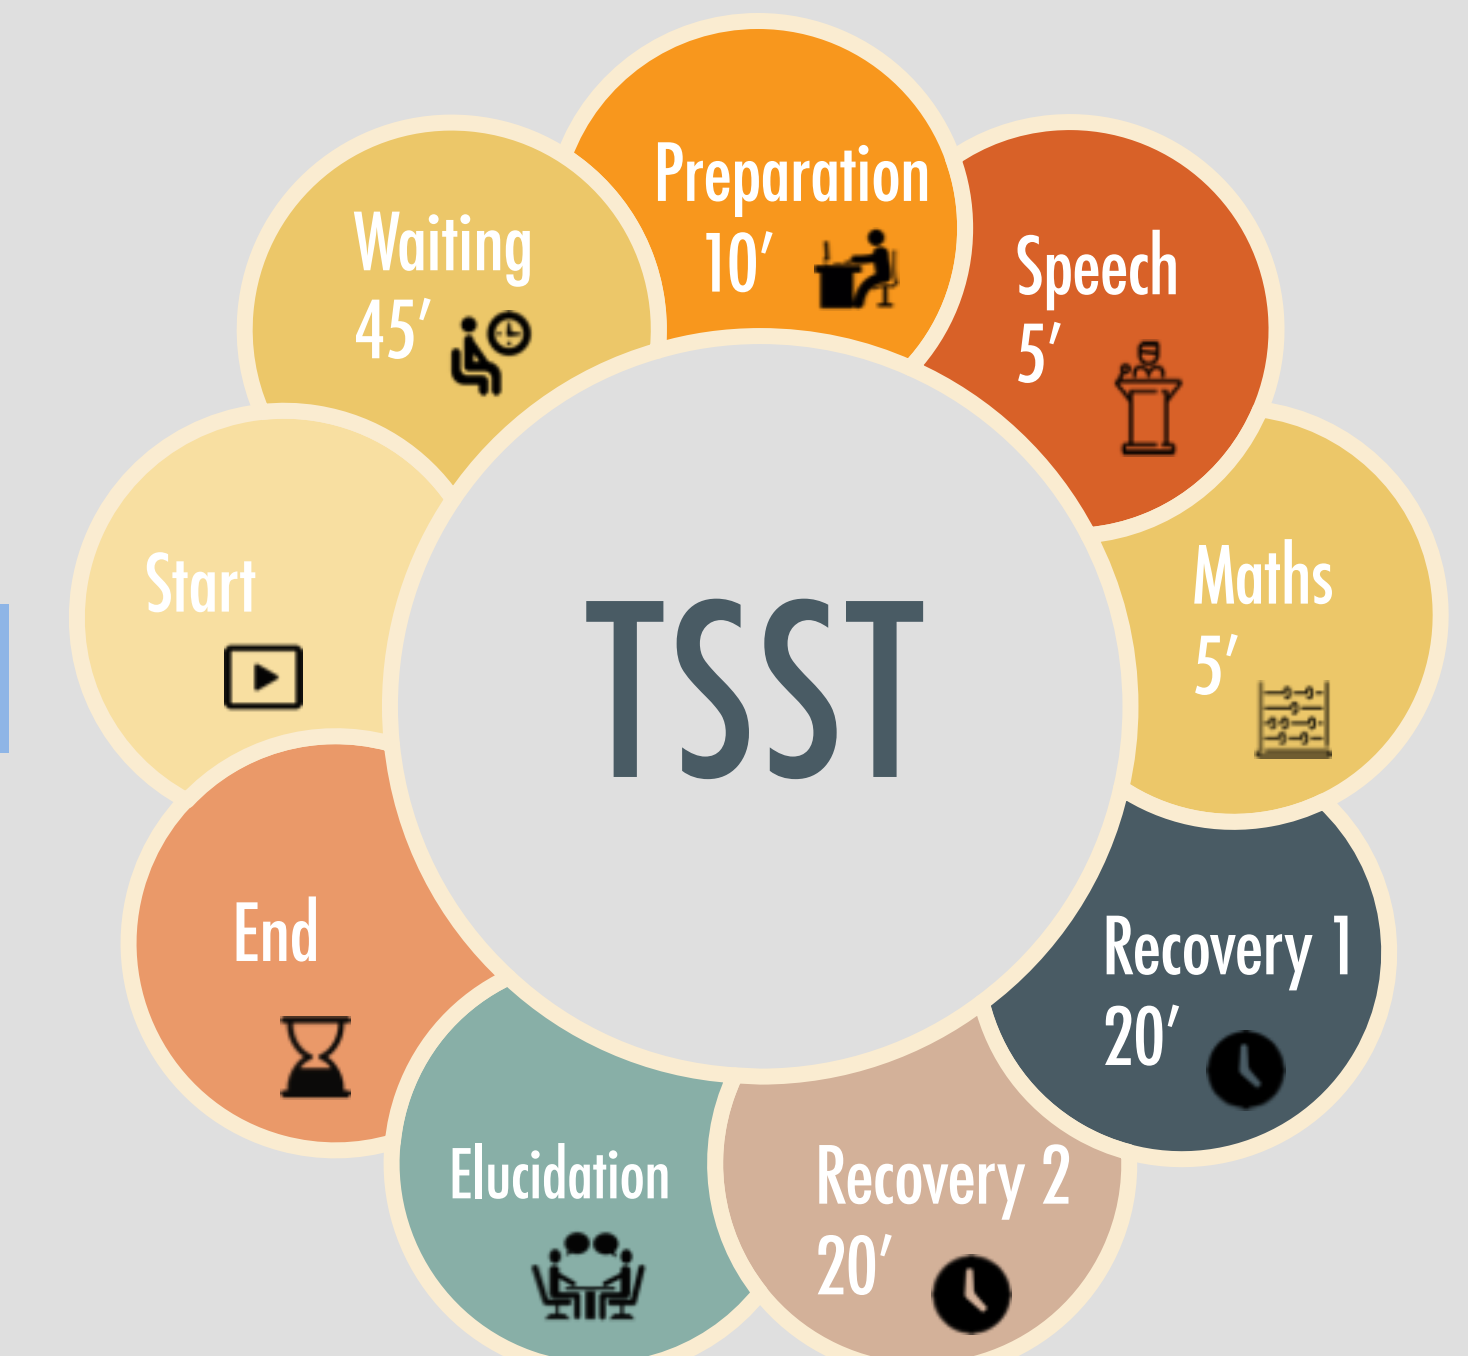 Start
Waiting
45′
Preparation
10′
Speech
5′
Maths
5′
Recovery 1
20′
Recovery 2
20′
Elucidation
End
TSST